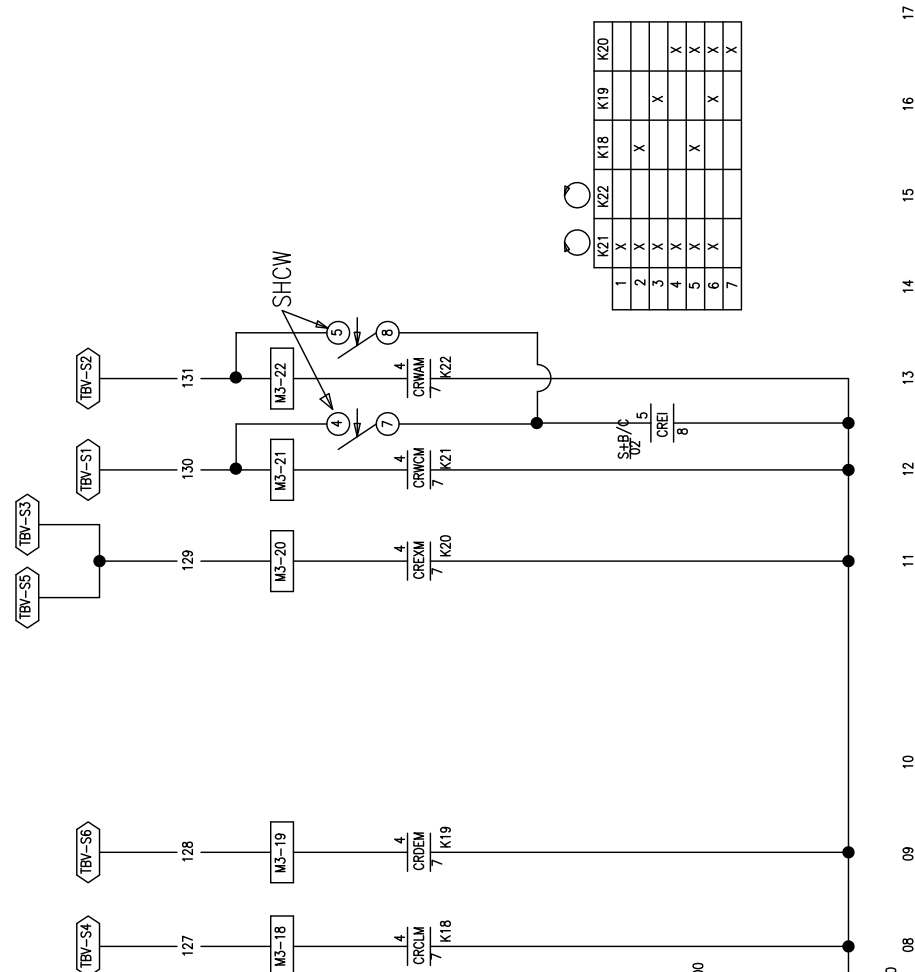 TBV-S4
127
M3-18
4
CRCLM
7
K18
08
TBV-S6
128
M3-19
4
CRDEM
7
K19
09
10
TBV-S5
TBV-S3
129
M3-20
4
CREXM
7
K20
11
TBV-S1
130
M3-21
4
CRWCM
7
K21
12
4
7
S+B/C
02
5
CREI
8
TBV-S2
131
M3-22
4
CRWAM
7
K22
13
5
8
SHCW
14
15
16
17
K21 K22 K18 K19 K20
1 X
2 X X
3 X X
4 X X
5 X X X
6 X X X
7 X